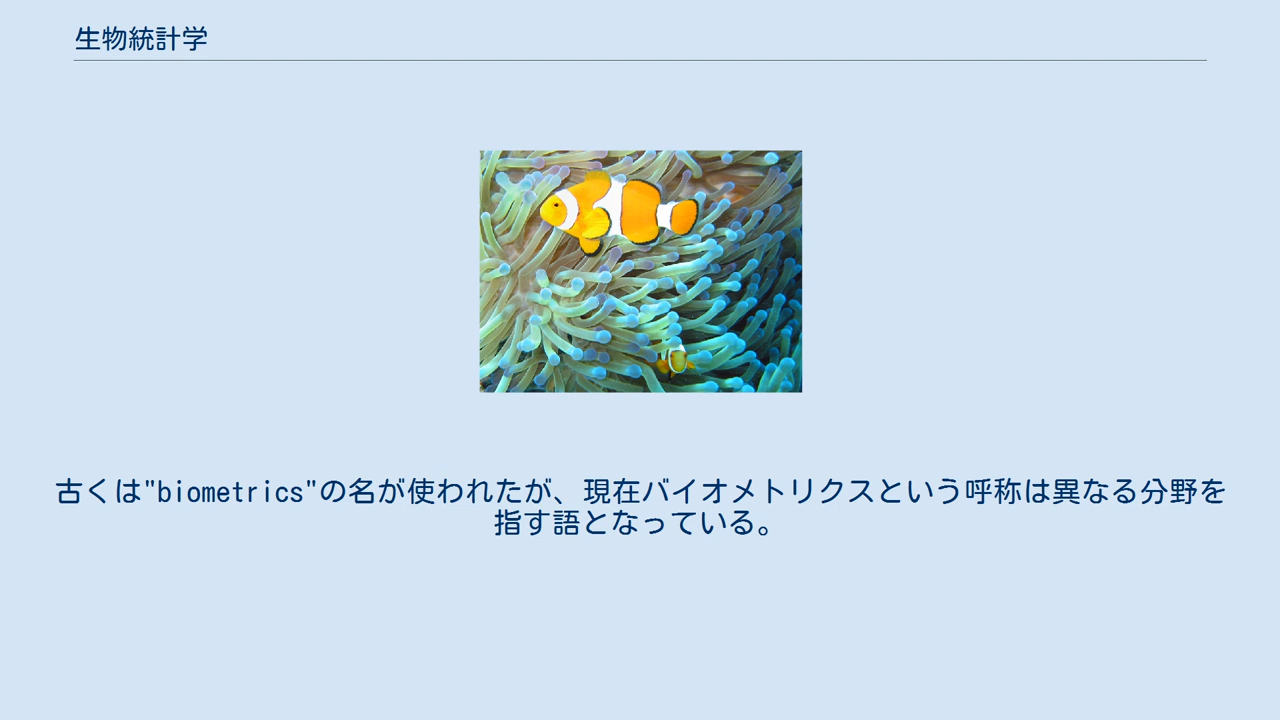 生物統計学
古くは"biometrics"の名が使われたが、現在バイオメトリクスという呼称は異なる分野を
指す語となっている。